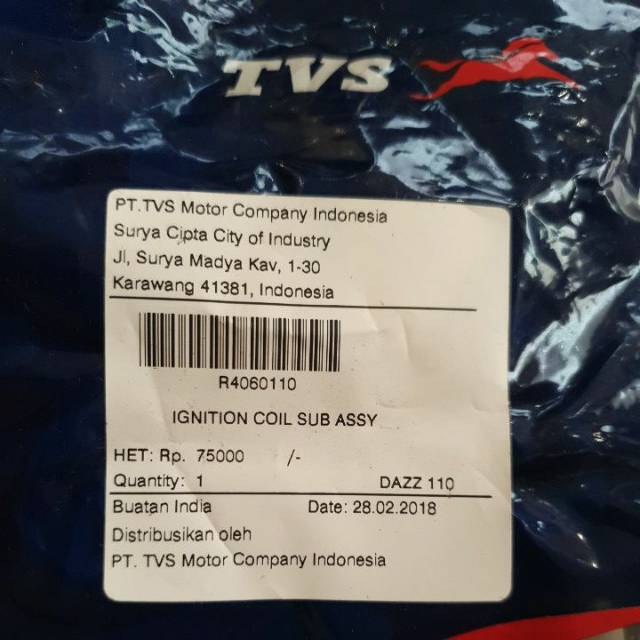 TVS
PT.TVS Motor Company Indonesia
Surya Cipta City of Industry
Jl, Surya Madya Kav, 1-30
Karawang 41381, Indonesia
R4060110
IGNITION COIL SUB ASSY
HET: Rp. 75000 /-
Quantity: 1 DAZZ 110
Buatan India Date: 28.02.2018
Distribusikan oleh
PT. TVS Motor Company Indonesia